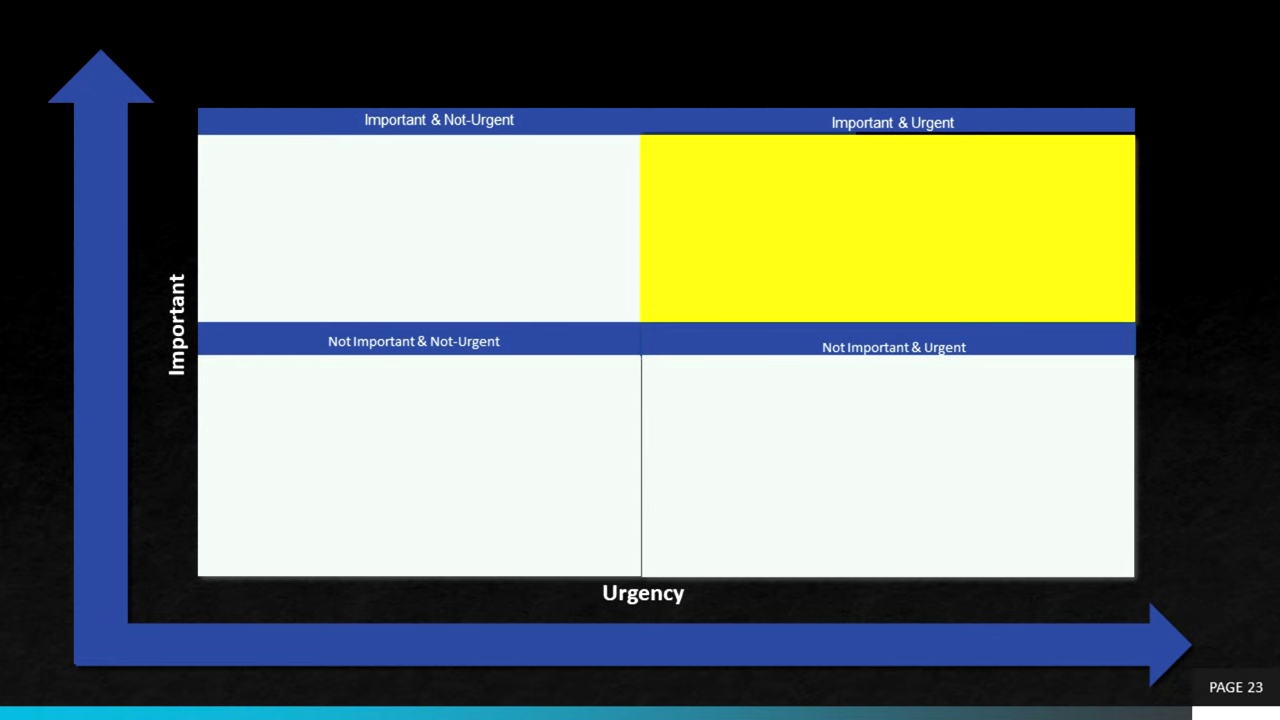 Important & Not-Urgent
Important & Urgent
Important
Not Important & Not-Urgent
Not Important & Urgent
Urgency
PAGE 23